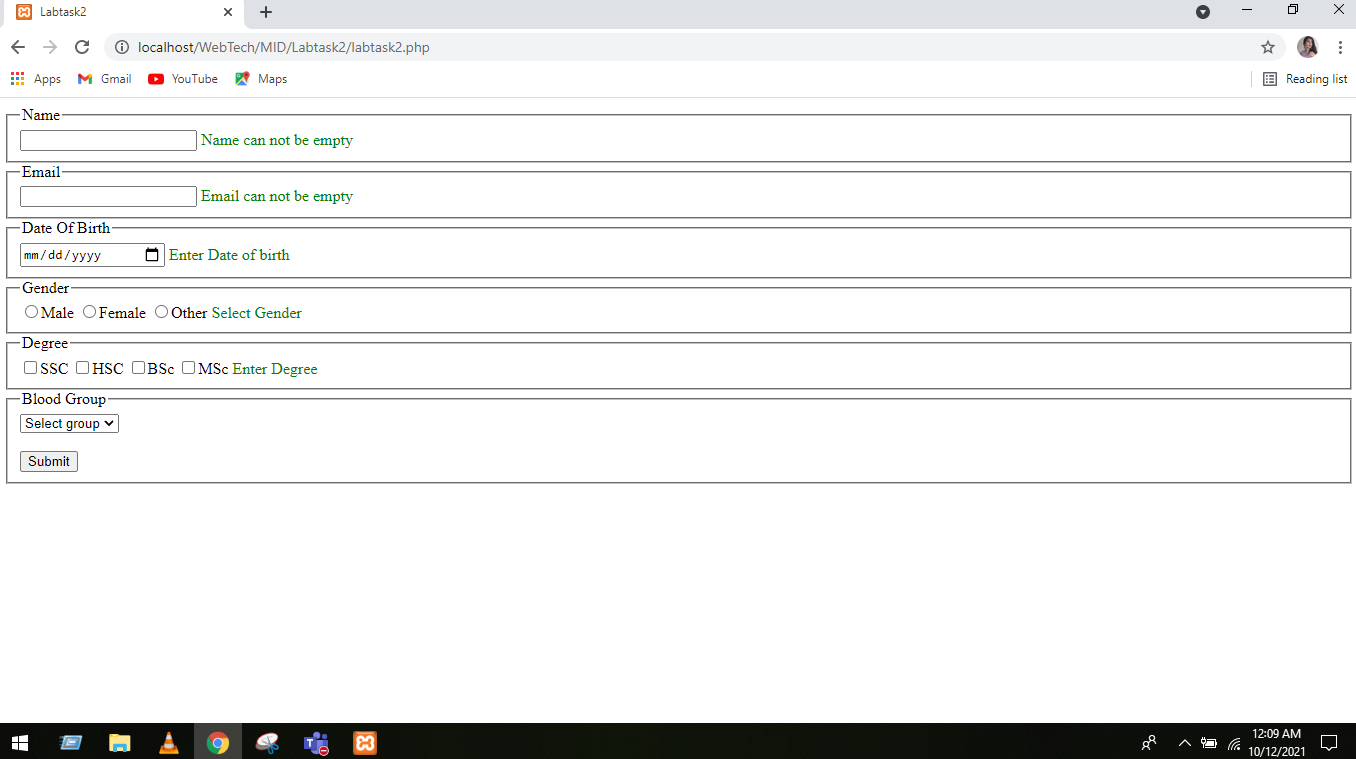 Labtask2
localhost/WebTech/MID/Labtask2/labtask2.php
Apps Gmail YouTube Maps Reading list
Name
Name can not be empty
Email
Email can not be empty
Date Of Birth
mm/dd/yyyy Enter Date of birth
Gender
Male Female Other Select Gender
Degree
SSC HSC BSc MSc Enter Degree
Blood Group
Select group
Submit
12:09 AM
10/12/2021